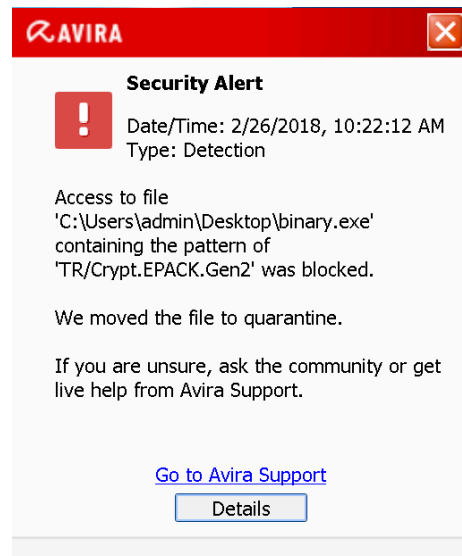 AVIRA
Security Alert
Date/Time: 2/26/2018, 10:22:12 AM
Type: Detection
Access to file
'C:\Users\admin\Desktop\binary.exe'
containing the pattern of
'TR/Crypt.EPACK.Gen2' was blocked.
We moved the file to quarantine.
If you are unsure, ask the community or get
live help from Avira Support.
Go to Avira Support
Details